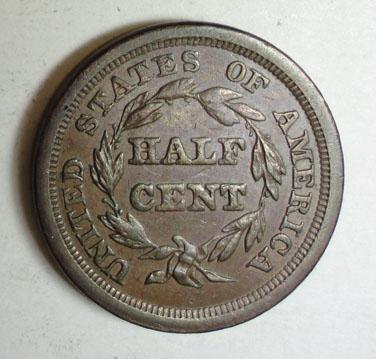 UNITED STATES OF AMERICA
HALF
CENT